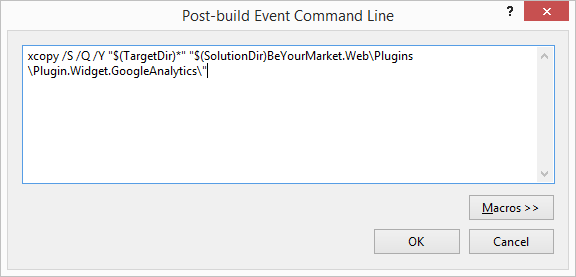 Post-build Event Command Line
xcopy /S /Q /Y "$(TargetDir)*" "$(SolutionDir)BeYourMarket.Web\Plugins
\Plugin.Widget.GoogleAnalytics\"
Macros >>
OK
Cancel